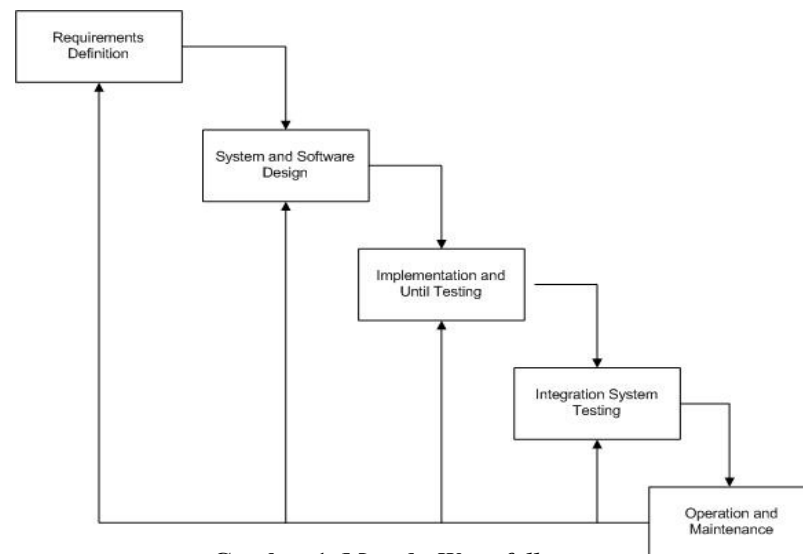 Requirements
Definition
System and Software
Design
Implementation and
Until Testing
Integration System
Testing
Operation and
Maintenance